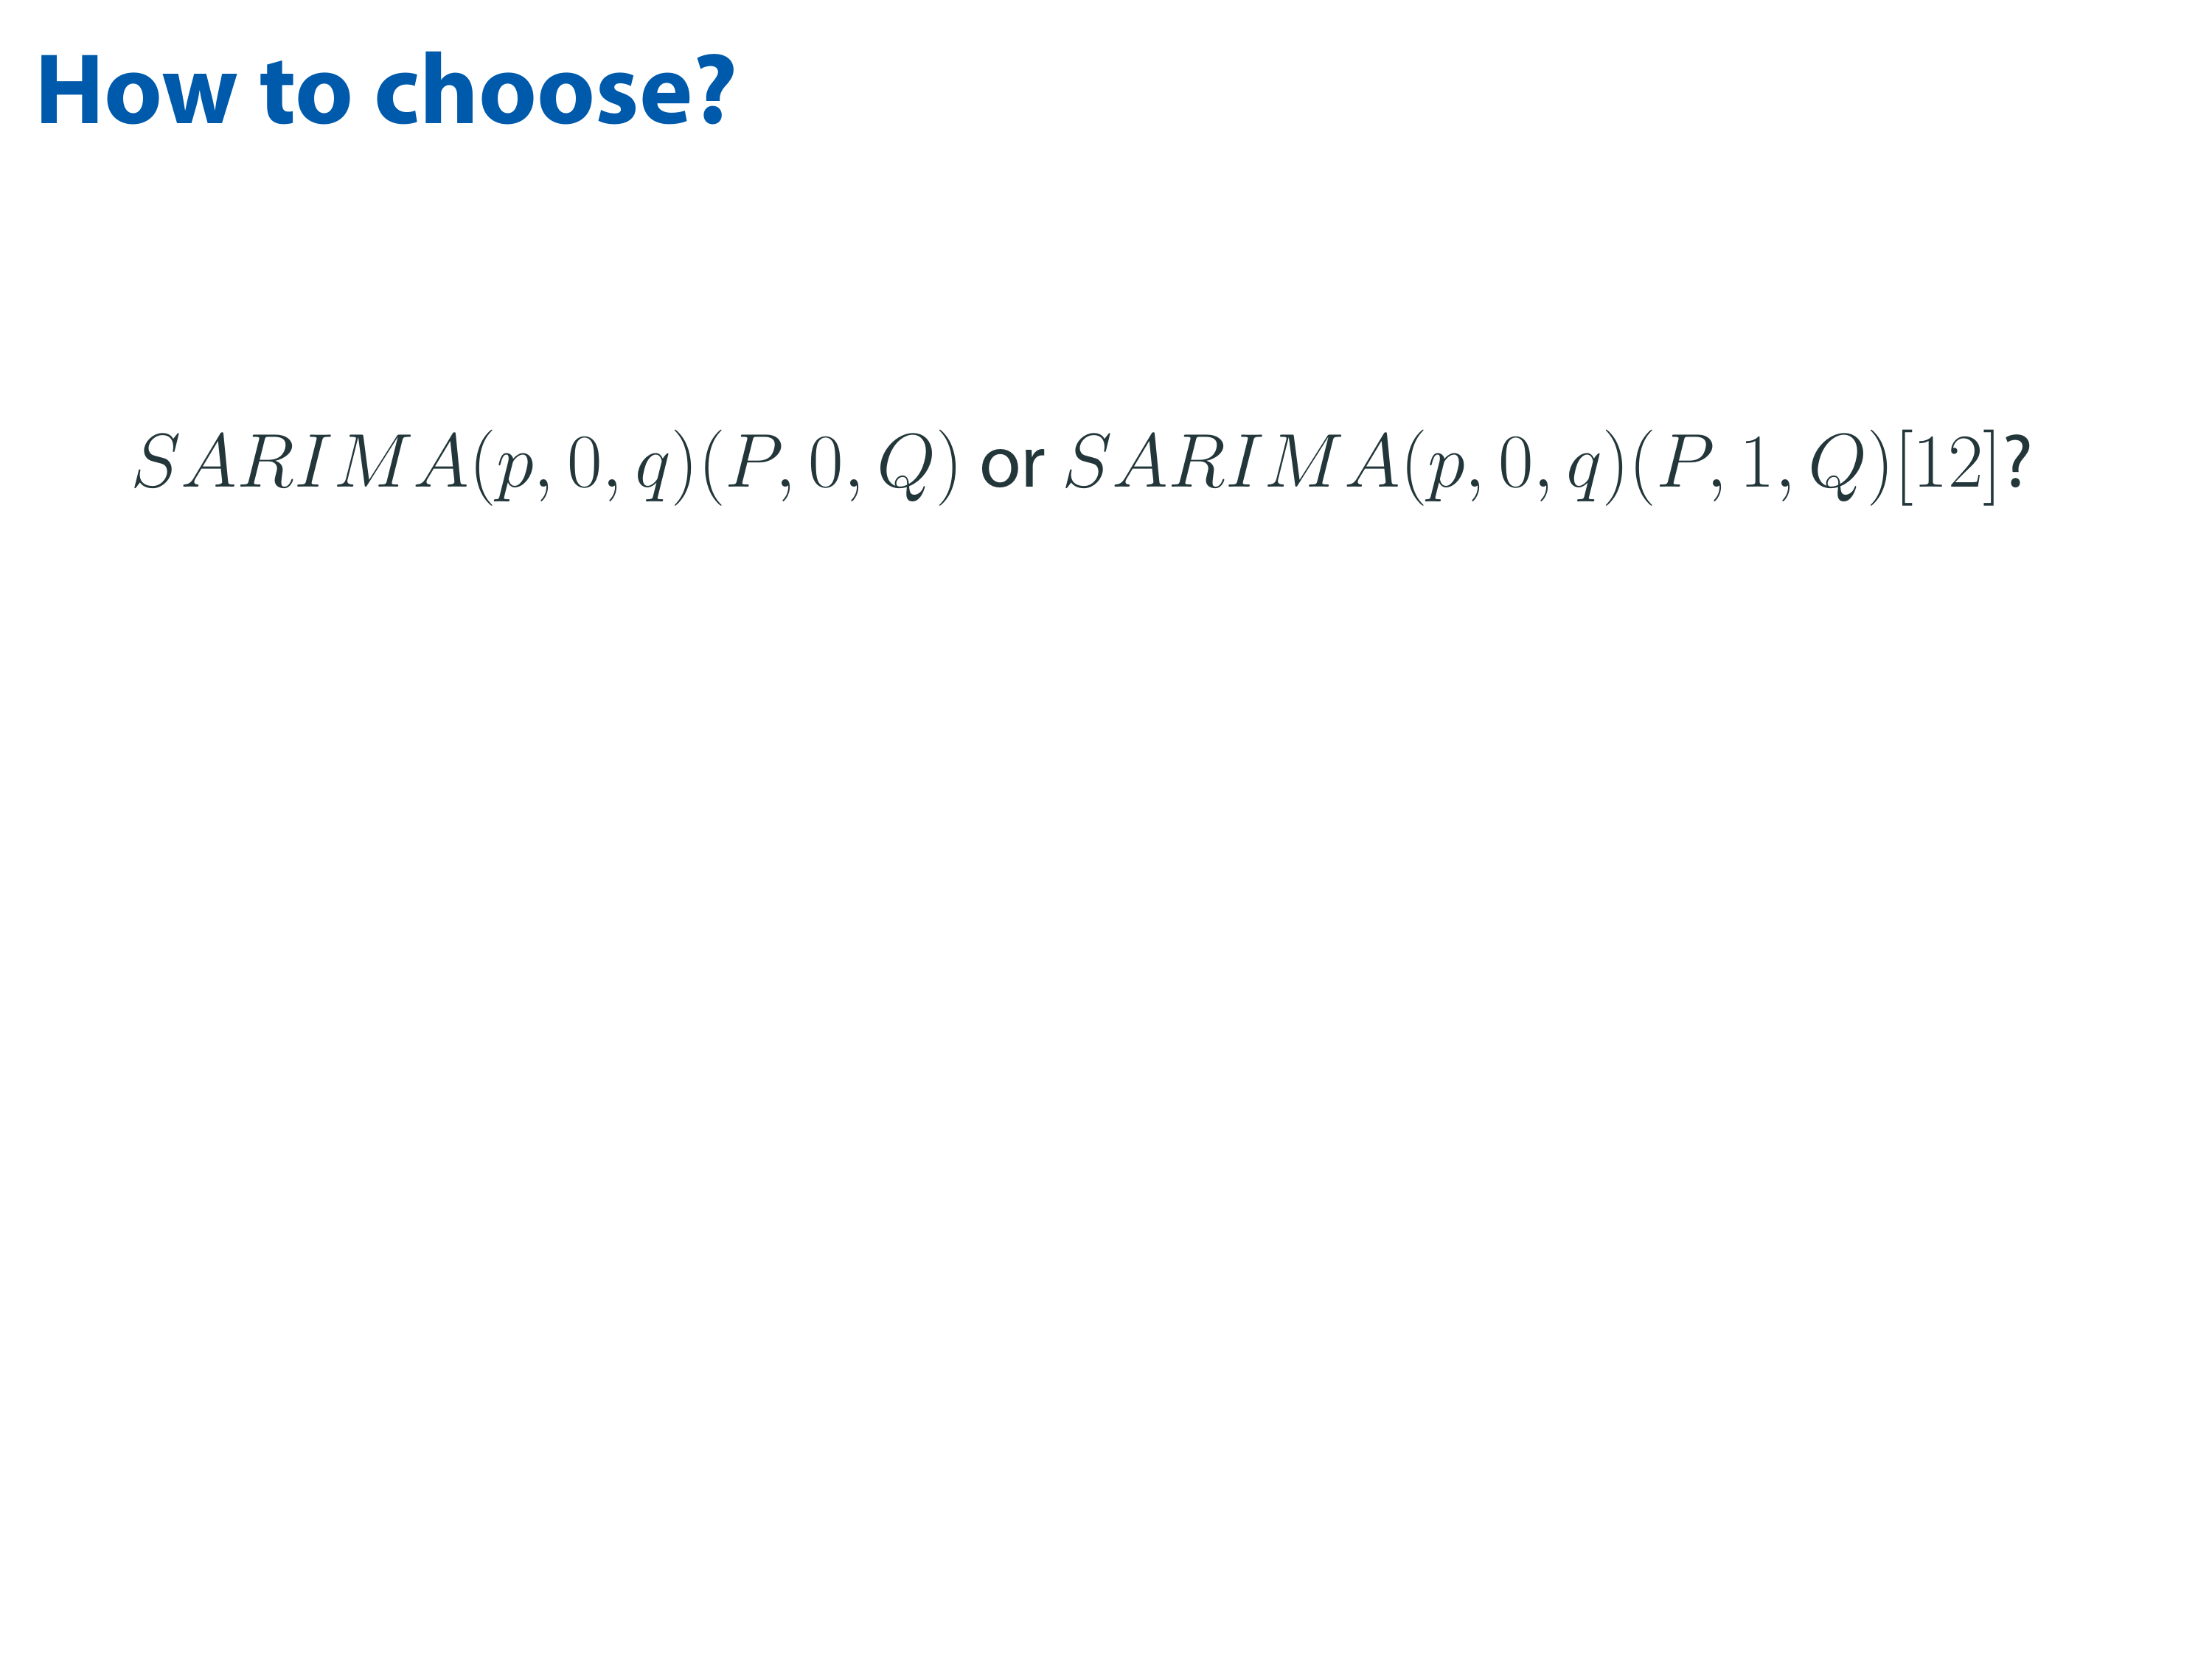 How to choose?
SARIMA(p, 0, q)(P, 0, Q) or SARIMA(p, 0, q)(P, 1, Q)[12]?